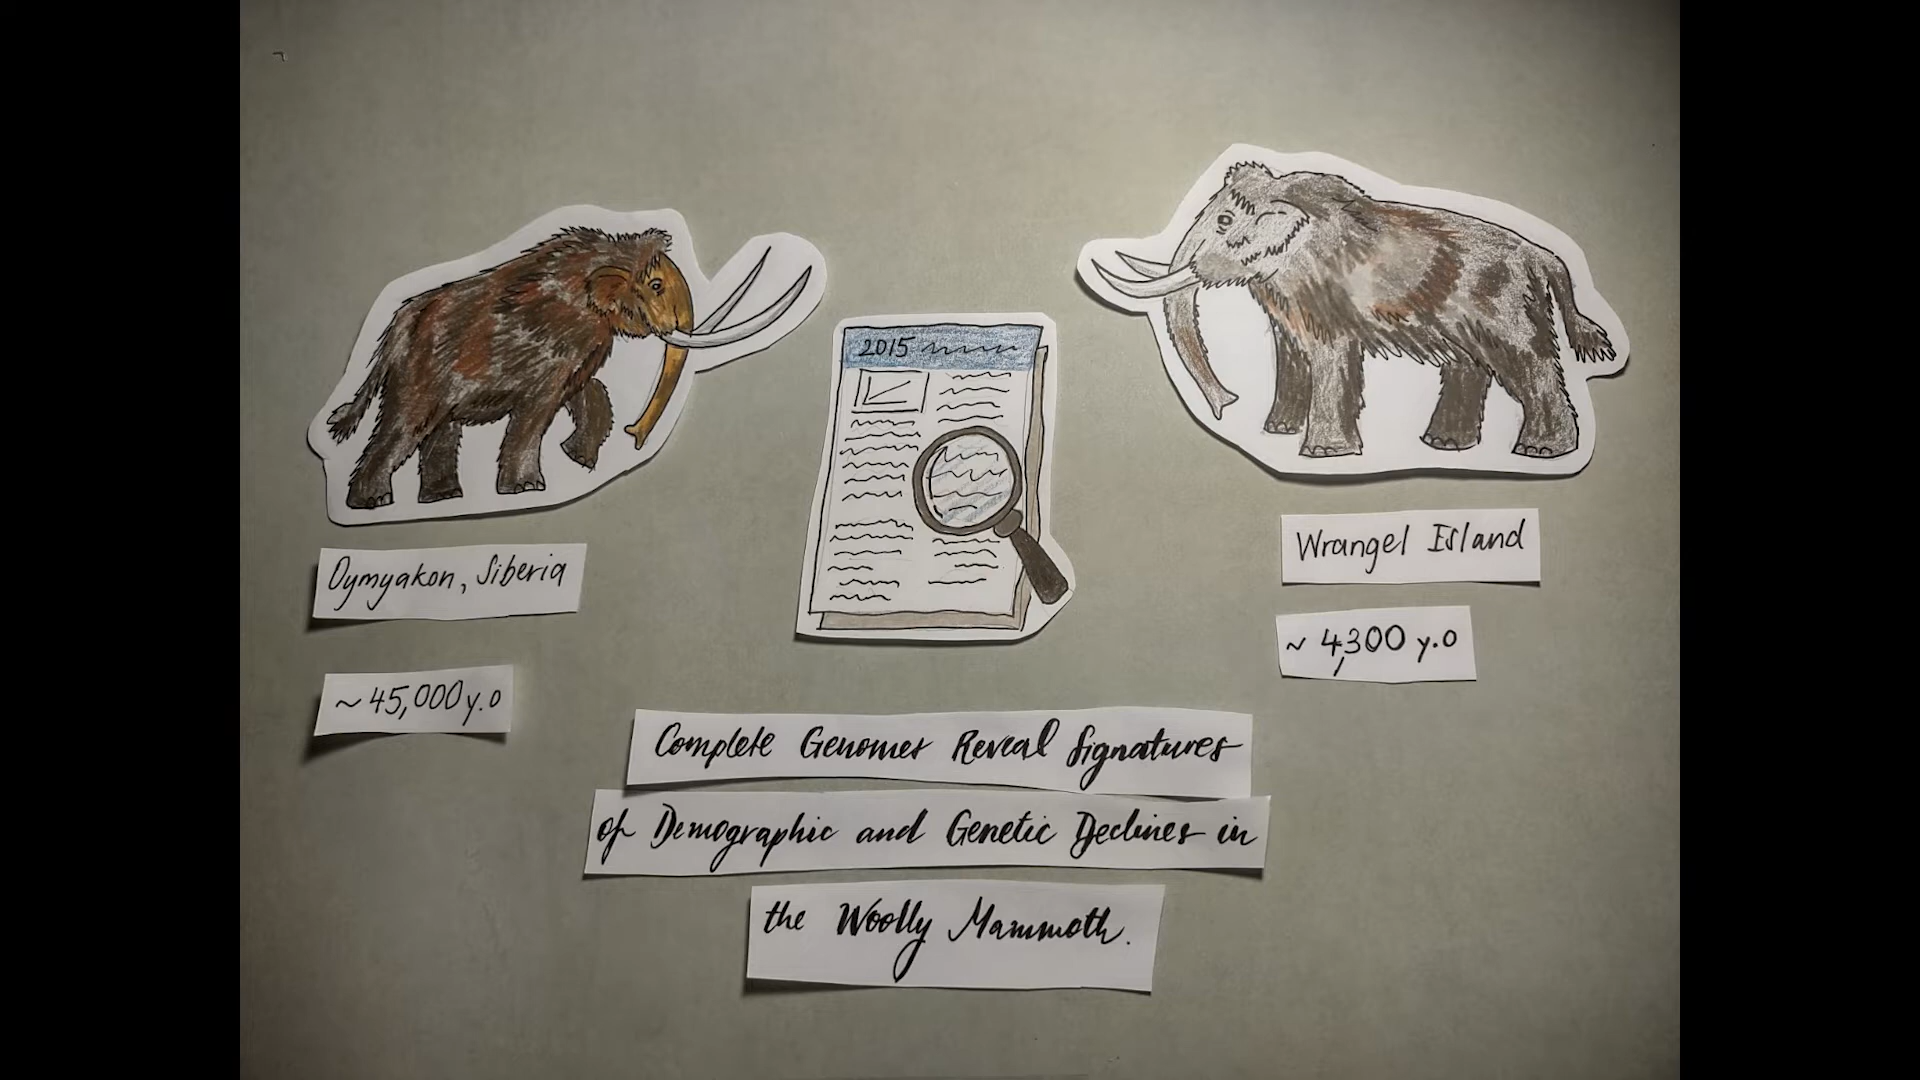 2015
Oymyakon, Siberia
~45,000 y.o
Wrangel Island
~ 4,300 y.o
Complete Genomes Reveal Signatures
of Demographic and Genetic Declines in
the Woolly Mammoth.